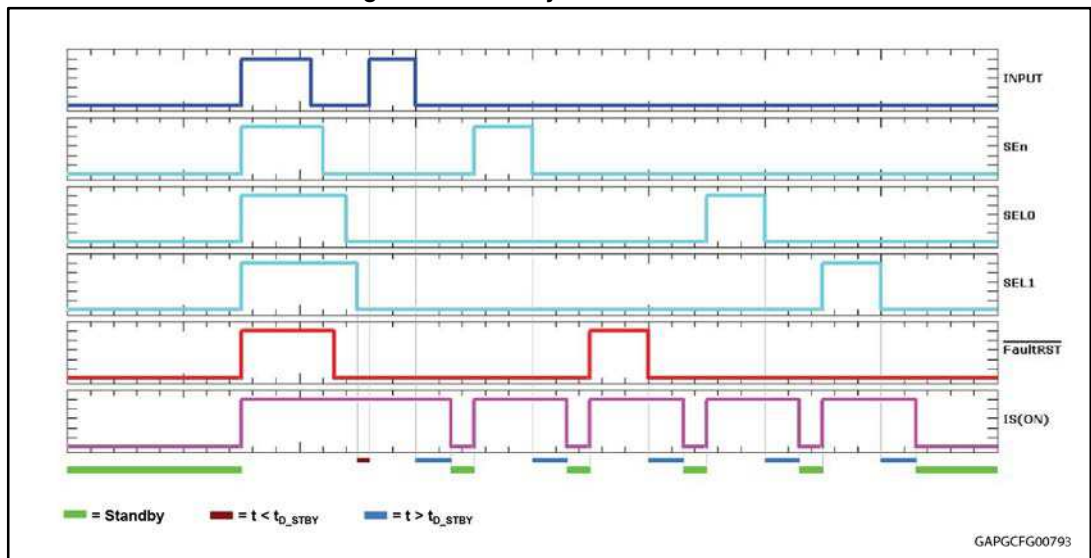 INPUT
SEn
SEL0
SEL1
FaultRST
IS(ON)
= Standby = t < tD_STBY = t > tD_STBY
GAPGCFG00793